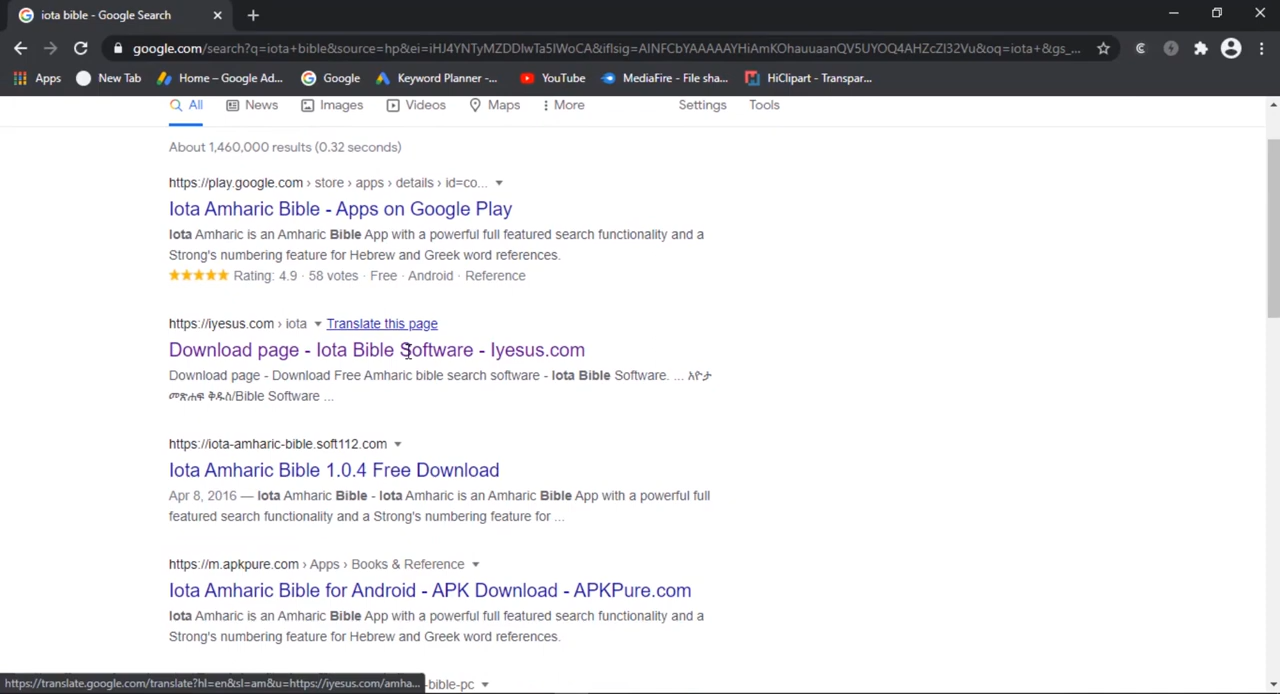 iota bible - Google Search
google.com/search?q=iota+bible&source=hp&ei=iHJ4YNTyMZDDlwTa5IWoCA&iflsig=AINFCbYAAAAAYHiAmKOhauuaanQV5UYOQ4AHZcZl32Vu&oq=iota+&gs_...
Apps New Tab Home – Google Ad... Google Keyword Planner -... YouTube MediaFire - File sha... HiClipart - Transpar...
All News Images Videos Maps More Settings Tools
About 1,460,000 results (0.32 seconds)
https://play.google.com › store › apps › details › id=co...
Iota Amharic Bible - Apps on Google Play
Iota Amharic is an Amharic Bible App with a powerful full featured search functionality and a
Strong's numbering feature for Hebrew and Greek word references.
Rating: 4.9 · 58 votes · Free · Android · Reference
https://iyesus.com › iota Translate this page
Download page - Iota Bible Software - Iyesus.com
Download page - Download Free Amharic bible search software - Iota Bible Software. ... እዮታ
መጽሐፍ ቅዱስ/Bible Software ...
https://iota-amharic-bible.soft112.com
Iota Amharic Bible 1.0.4 Free Download
Apr 8, 2016 — Iota Amharic Bible - Iota Amharic is an Amharic Bible App with a powerful full
featured search functionality and a Strong's numbering feature for ...
https://m.apkpure.com › Apps › Books & Reference
Iota Amharic Bible for Android - APK Download - APKPure.com
Iota Amharic is an Amharic Bible App with a powerful full featured search functionality and a
Strong's numbering feature for Hebrew and Greek word references.
https://translate.google.com/translate?hl=en&sl=am&u=https://iyesus.com/amha... -bible-pc